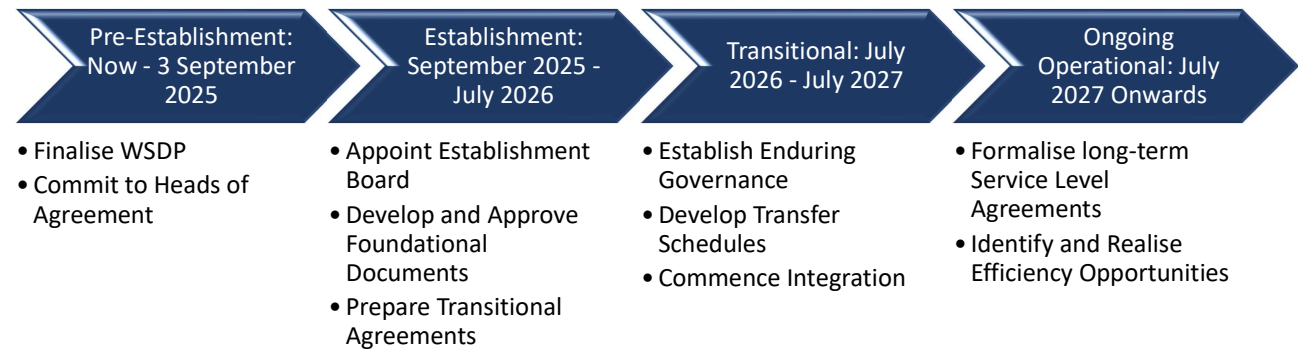 Pre-Establishment:
Now - 3 September
2025
Establishment:
September 2025 -
July 2026
Transitional: July
2026 - July 2027
Ongoing
Operational: July
2027 Onwards
• Finalise WSDP
• Commit to Heads of
Agreement
• Appoint Establishment
Board
• Develop and Approve
Foundational
Documents
• Prepare Transitional
Agreements
• Establish Enduring
Governance
• Develop Transfer
Schedules
• Commence Integration
• Formalise long-term
Service Level
Agreements
• Identify and Realise
Efficiency Opportunities